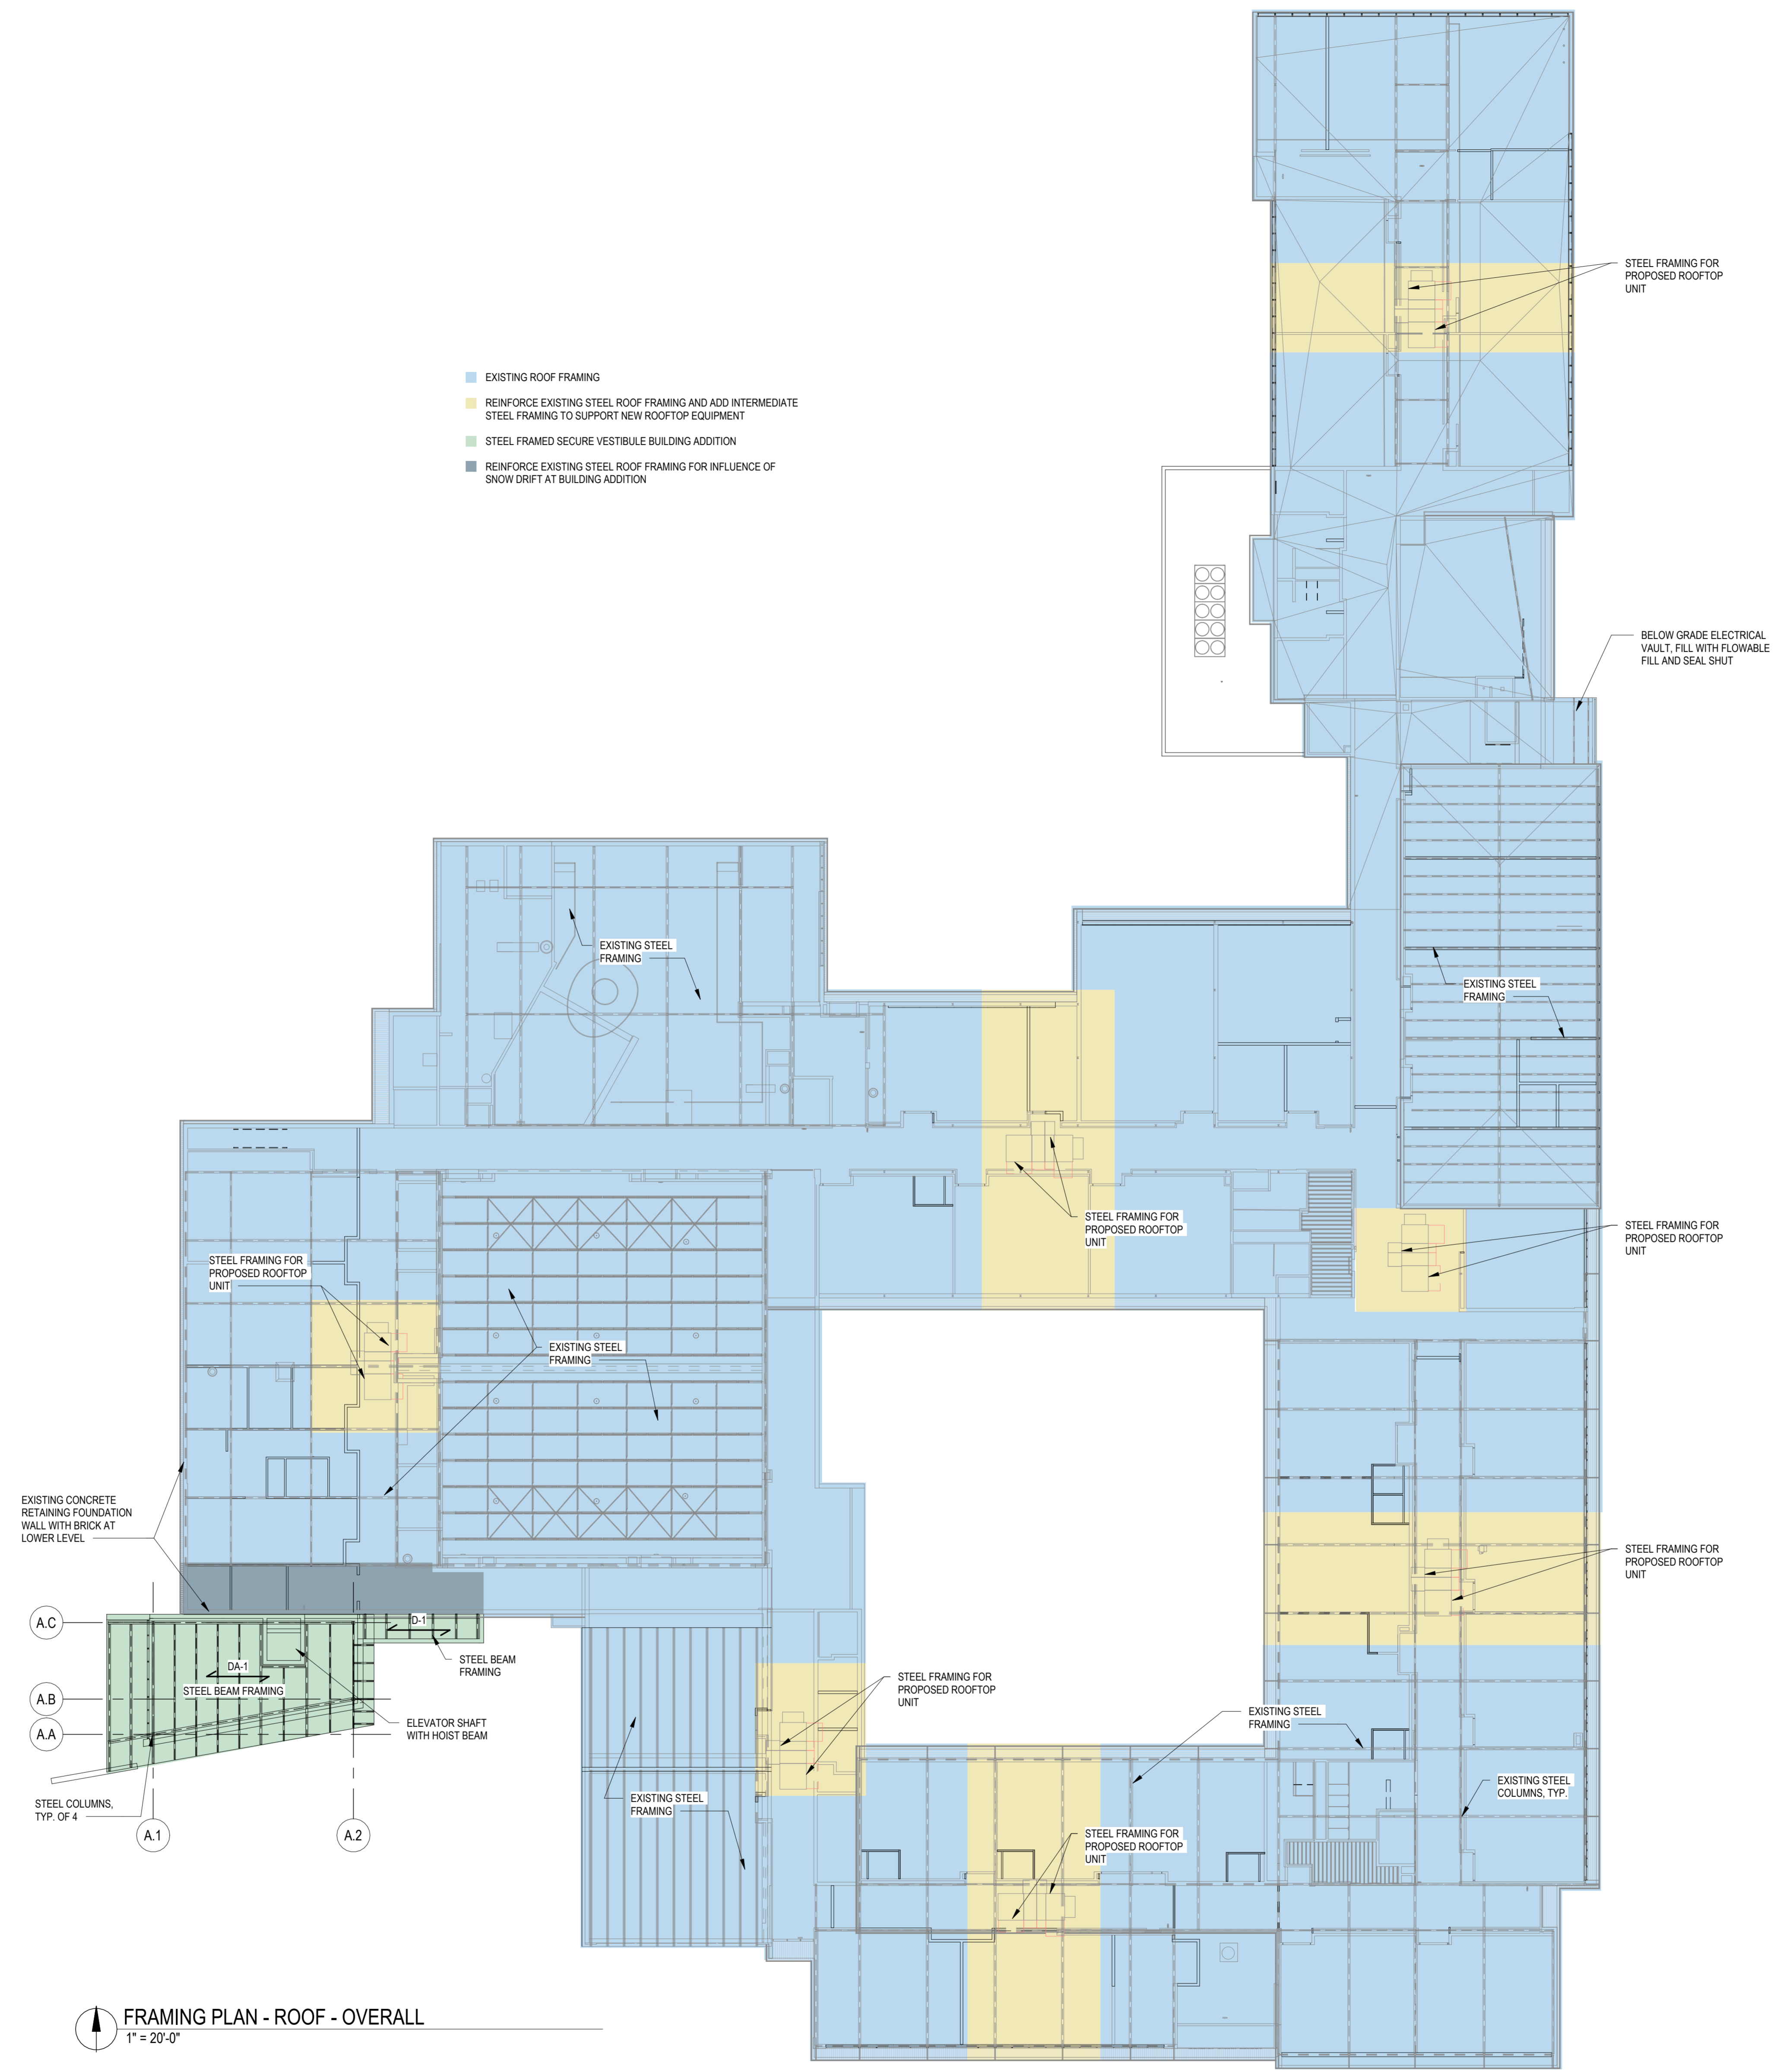 STEEL FRAMING FOR
PROPOSED ROOFTOP
UNIT
EXISTING ROOF FRAMING
REINFORCE EXISTING STEEL ROOF FRAMING AND ADD INTERMEDIATE
STEEL FRAMING TO SUPPORT NEW ROOFTOP EQUIPMENT
STEEL FRAMED SECURE VESTIBULE BUILDING ADDITION
REINFORCE EXISTING STEEL ROOF FRAMING FOR INFLUENCE OF
SNOW DRIFT AT BUILDING ADDITION
BELOW GRADE ELECTRICAL
VAULT, FILL WITH FLOWABLE
FILL AND SEAL SHUT
EXISTING STEEL
FRAMING
EXISTING STEEL
FRAMING
STEEL FRAMING FOR
PROPOSED ROOFTOP
UNIT
STEEL FRAMING FOR
PROPOSED ROOFTOP
UNIT
STEEL FRAMING FOR
PROPOSED ROOFTOP
UNIT
EXISTING STEEL
FRAMING
EXISTING CONCRETE
RETAINING FOUNDATION
WALL WITH BRICK AT
LOWER LEVEL
STEEL FRAMING FOR
PROPOSED ROOFTOP
UNIT
A.C
D-1
STEEL BEAM
FRAMING
DA-1
STEEL BEAM FRAMING
A.B
A.A
ELEVATOR SHAFT
WITH HOIST BEAM
STEEL FRAMING FOR
PROPOSED ROOFTOP
UNIT
EXISTING STEEL
FRAMING
STEEL COLUMNS,
TYP. OF 4
A.1
A.2
EXISTING STEEL
FRAMING
EXISTING STEEL
COLUMNS, TYP.
STEEL FRAMING FOR
PROPOSED ROOFTOP
UNIT
FRAMING PLAN - ROOF - OVERALL
1" = 20'-0"